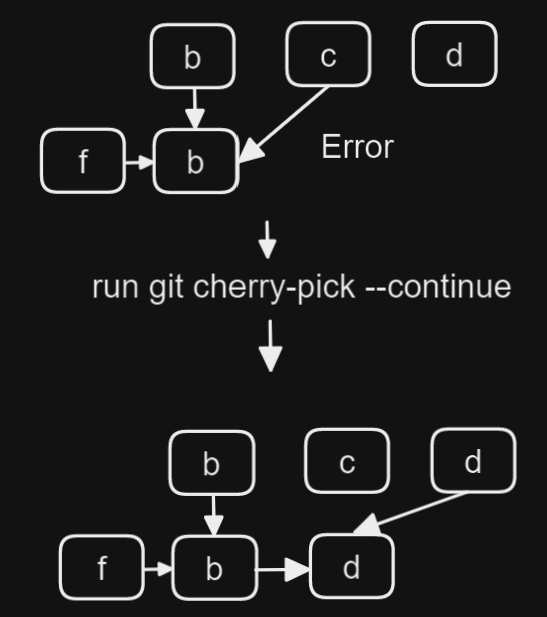 b c d
f b Error
run git cherry-pick --continue
b c d
f b d